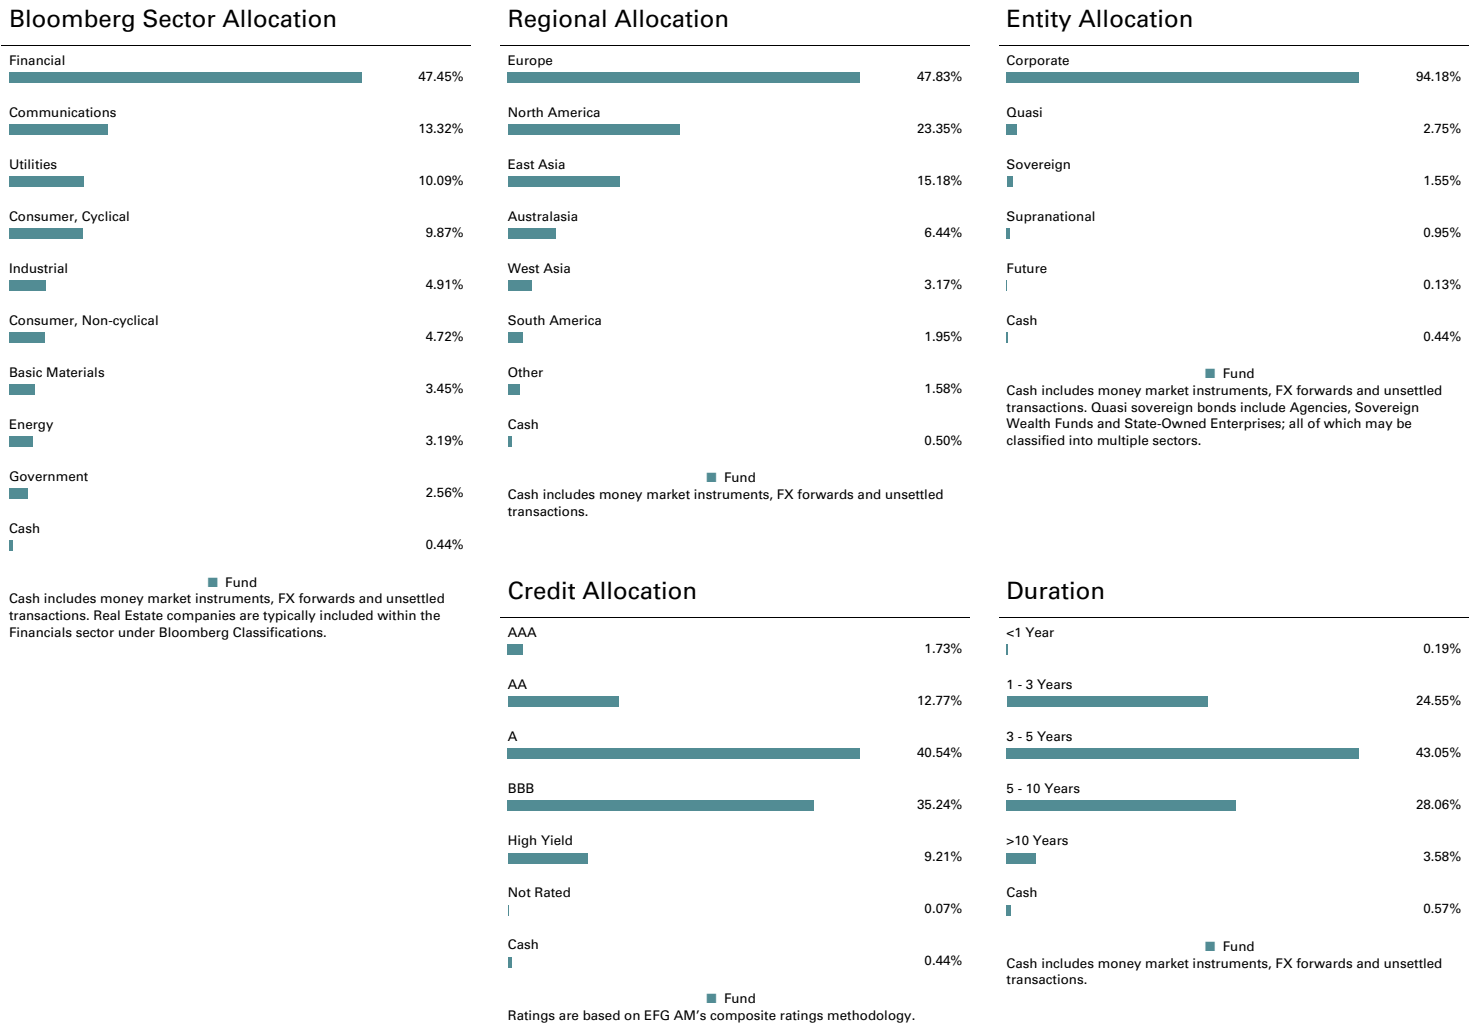 Bloomberg Sector Allocation
Financial
47.45%
Communications
13.32%
Utilities
10.09%
Consumer, Cyclical
9.87%
Industrial
4.91%
Consumer, Non-cyclical
4.72%
Basic Materials
3.45%
Energy
3.19%
Government
2.56%
Cash
0.44%
Fund
Cash includes money market instruments, FX forwards and unsettled
transactions. Real Estate companies are typically included within the
Financials sector under Bloomberg Classifications.
Regional Allocation
Europe
47.83%
North America
23.35%
East Asia
15.18%
Australasia
6.44%
West Asia
3.17%
South America
1.95%
Other
1.58%
Cash
0.50%
Fund
Cash includes money market instruments, FX forwards and unsettled
transactions.
Entity Allocation
Corporate
94.18%
Quasi
2.75%
Sovereign
1.55%
Supranational
0.95%
Future
0.13%
Cash
0.44%
Fund
Cash includes money market instruments, FX forwards and unsettled
transactions. Quasi sovereign bonds include Agencies, Sovereign
Wealth Funds and State-Owned Enterprises; all of which may be
classified into multiple sectors.
Credit Allocation
AAA
1.73%
AA
12.77%
A
40.54%
BBB
35.24%
High Yield
9.21%
Not Rated
0.07%
Cash
0.44%
Fund
Ratings are based on EFG AM's composite ratings methodology.
Duration
<1 Year
0.19%
1 - 3 Years
24.55%
3 - 5 Years
43.05%
5 - 10 Years
28.06%
>10 Years
3.58%
Cash
0.57%
Fund
Cash includes money market instruments, FX forwards and unsettled
transactions.